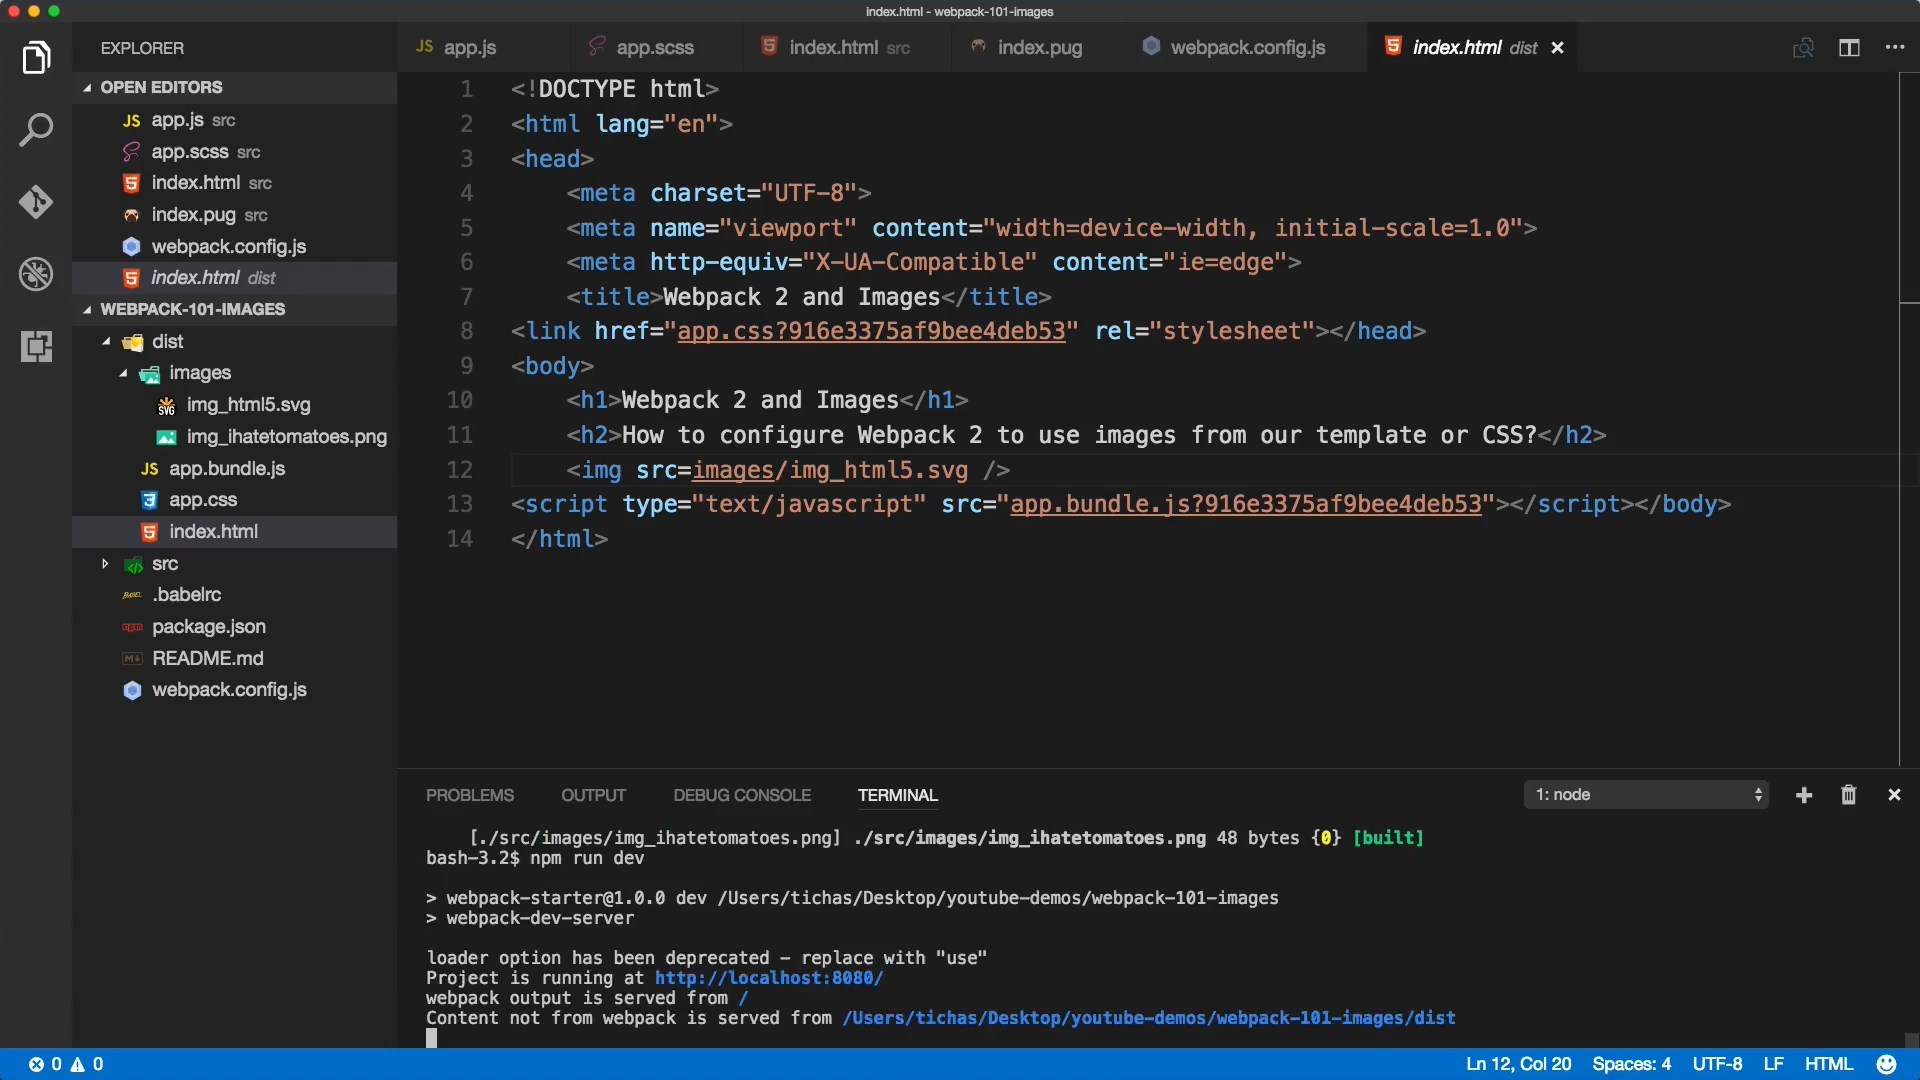 index.html - webpack-101-images
EXPLORER
OPEN EDITORS
JS app.js src
app.scss src
index.html src
index.pug src
webpack.config.js
index.html dist
WEBPACK-101-IMAGES
dist
images
SVG img_html5.svg
img_ihatetomatoes.png
JS app.bundle.js
app.css
index.html
src
BABEL .babelrc
npm package.json
M↓ README.md
webpack.config.js
JS app.js
app.scss
index.html src
index.pug
webpack.config.js
index.html dist
1 <!DOCTYPE html>
2 <html lang="en">
3 <head>
4 <meta charset="UTF-8">
5 <meta name="viewport" content="width=device-width, initial-scale=1.0">
6 <meta http-equiv="X-UA-Compatible" content="ie=edge">
7 <title>Webpack 2 and Images</title>
8 <link href="app.css?916e3375af9bee4deb53" rel="stylesheet"></head>
9 <body>
10 <h1>Webpack 2 and Images</h1>
11 <h2>How to configure Webpack 2 to use images from our template or CSS?</h2>
12 <img src=images/img_html5.svg />
13 <script type="text/javascript" src="app.bundle.js?916e3375af9bee4deb53"></script></body>
14 </html>
PROBLEMS OUTPUT DEBUG CONSOLE TERMINAL
1: node
[./src/images/img_ihatetomatoes.png] ./src/images/img_ihatetomatoes.png 48 bytes {0} [built]
bash-3.2$ npm run dev
> webpack-starter@1.0.0 dev /Users/tichas/Desktop/youtube-demos/webpack-101-images
> webpack-dev-server
loader option has been deprecated - replace with "use"
Project is running at http://localhost:8080/
webpack output is served from /
Content not from webpack is served from /Users/tichas/Desktop/youtube-demos/webpack-101-images/dist
0 0
Ln 12, Col 20 Spaces: 4 UTF-8 LF HTML